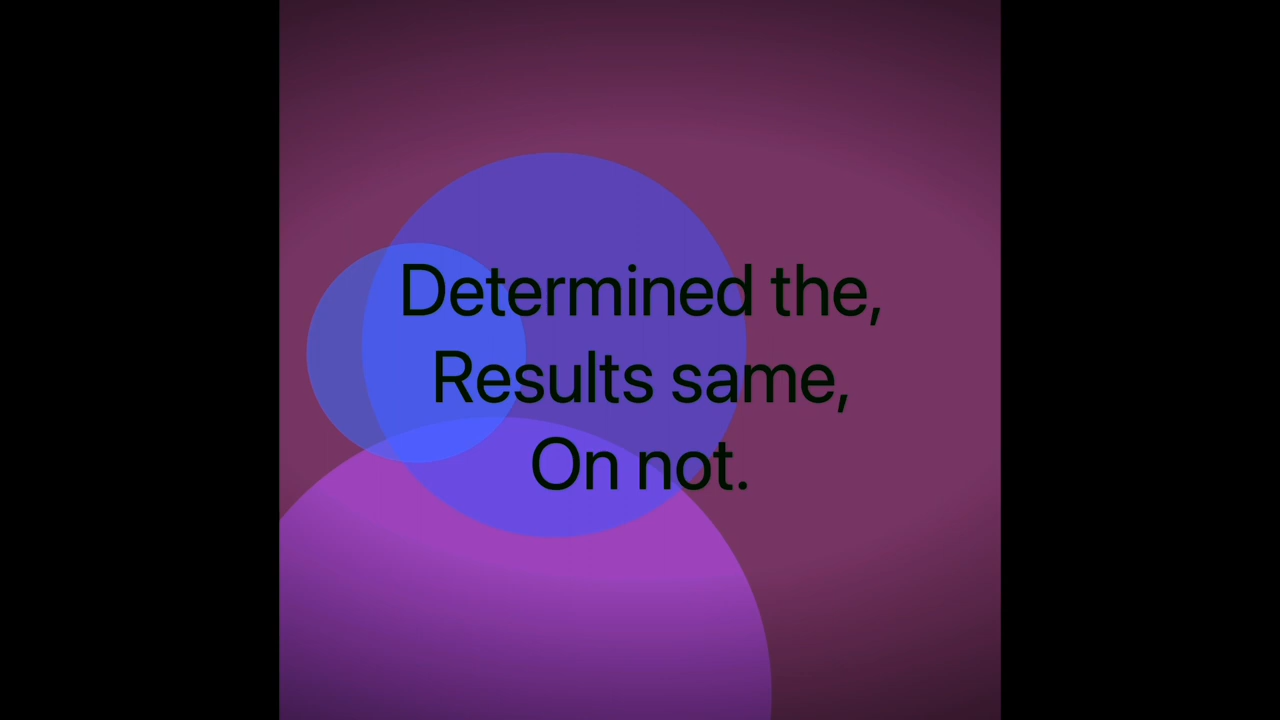 Determined the,
Results same,
On not.